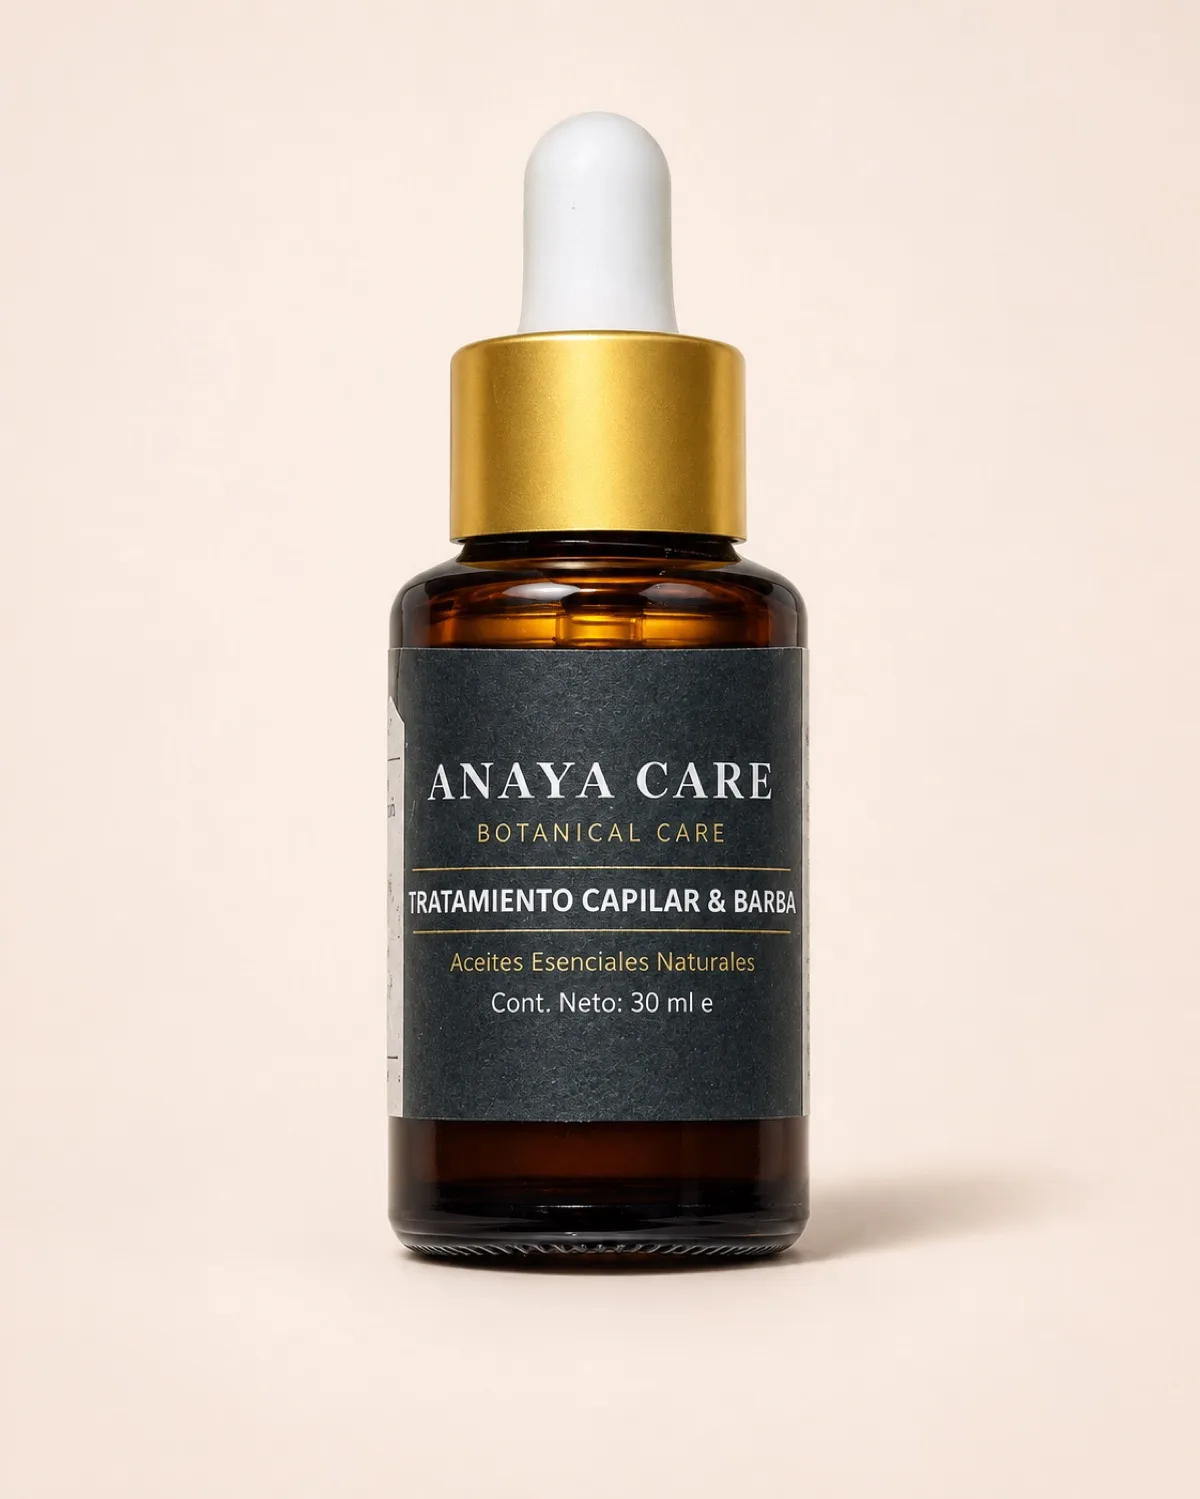 ANAYA CARE
BOTANICAL CARE
TRATAMIENTO CAPILAR & BARBA
Aceites Esenciales Naturales
Cont. Neto: 30 ml e